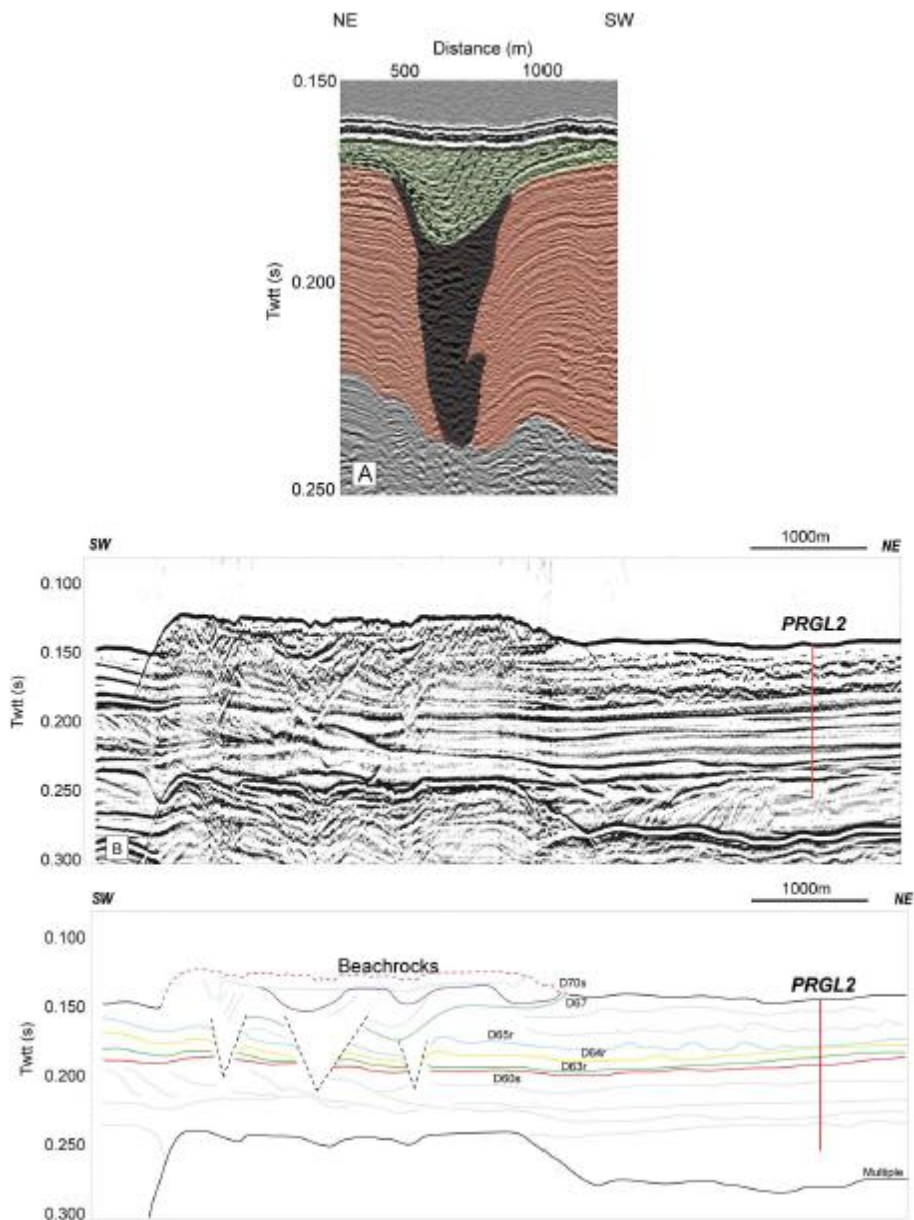 NE SW
Distance (m)
500 1000
0.150
0.200
0.250
Twtt (s)
A
SW 1000m NE
0.100
0.150
0.200
0.250
0.300
Twtt (s)
PRGL2
B
SW 1000m NE
0.100
0.150
0.200
0.250
0.300
Twtt (s)
Beachrocks
D70s
D67
PRGL2
D65r
D64r
D63r
D60s
Multiple